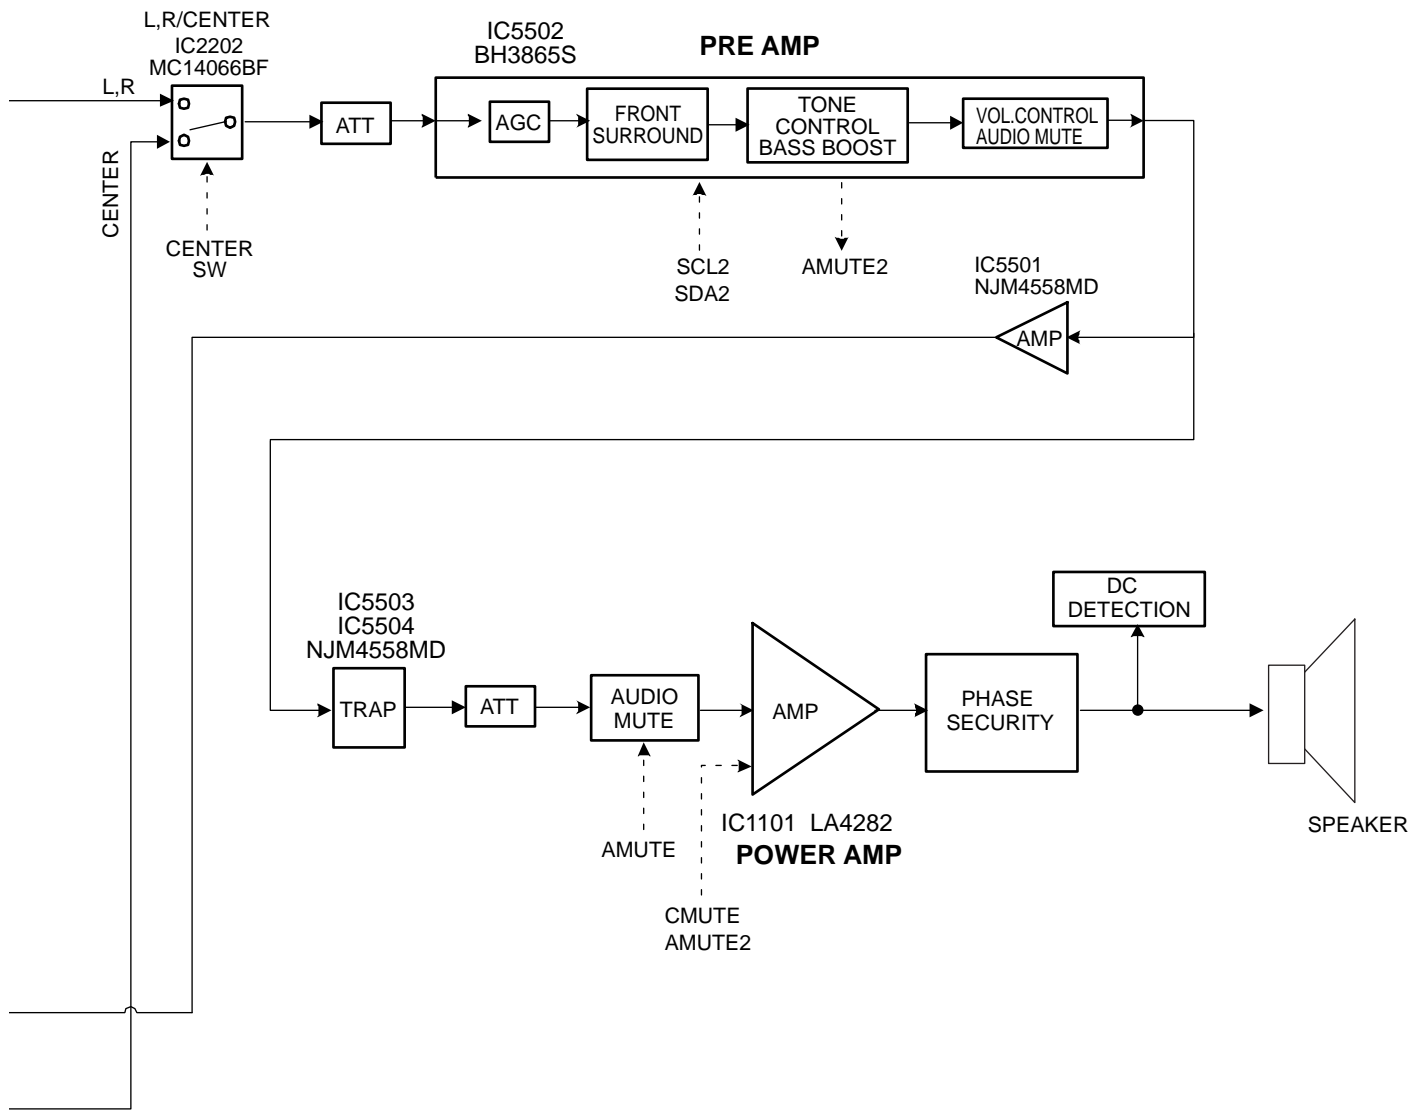 L,R/CENTER
IC2202
MC14066BF
L,R
CENTER
CENTER
SW
ATT
IC5502
BH3865S
PRE AMP
AGC
FRONT
SURROUND
TONE
CONTROL
BASS BOOST
VOL.CONTROL
AUDIO MUTE
SCL2
SDA2
AMUTE2
IC5501
NJM4558MD
AMP
IC5503
IC5504
NJM4558MD
TRAP
ATT
AUDIO
MUTE
AMUTE
AMP
IC1101 LA4282
POWER AMP
CMUTE
AMUTE2
PHASE
SECURITY
DC
DETECTION
SPEAKER